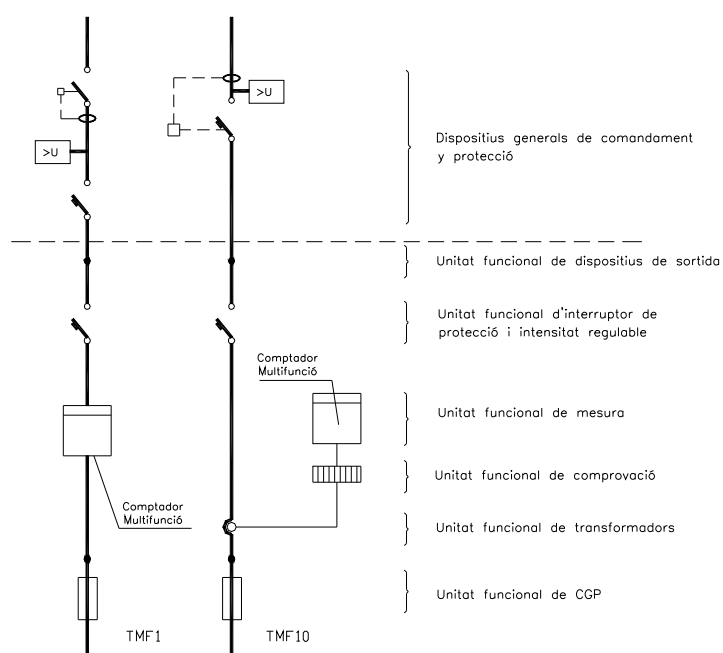 >U
>U
Dispositius generals de comandament
y protecció
Unitat funcional de dispositius de sortida
Unitat funcional d'interruptor de
protecció i intensitat regulable
Comptador
Multifunció
Unitat funcional de mesura
Unitat funcional de comprovació
Comptador
Multifunció
Unitat funcional de transformadors
Unitat funcional de CGP
TMF1
TMF10